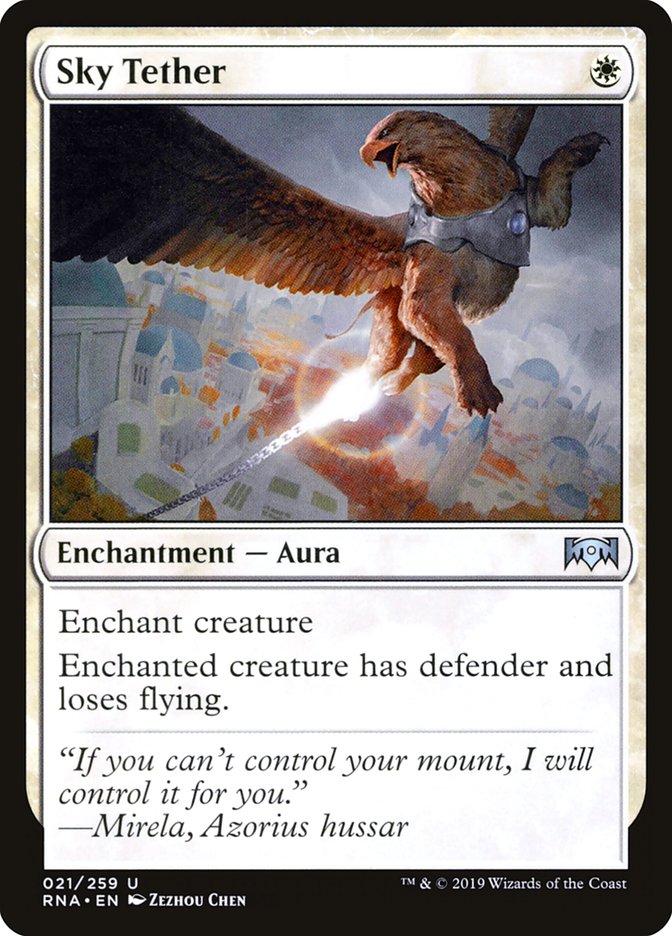 Sky Tether
Enchantment — Aura
Enchant creature
Enchanted creature has defender and
loses flying.
“If you can’t control your mount, I will
control it for you.”
—Mirela, Azorius hussar
021/259 U
RNA • EN Zezhou Chen
™ & © 2019 Wizards of the Coast